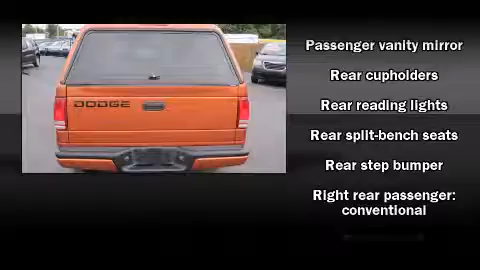 Passenger vanity mirror
Rear cupholders
Rear reading lights
Rear split-bench seats
Rear step bumper
Right rear passenger:
conventional
DODGE